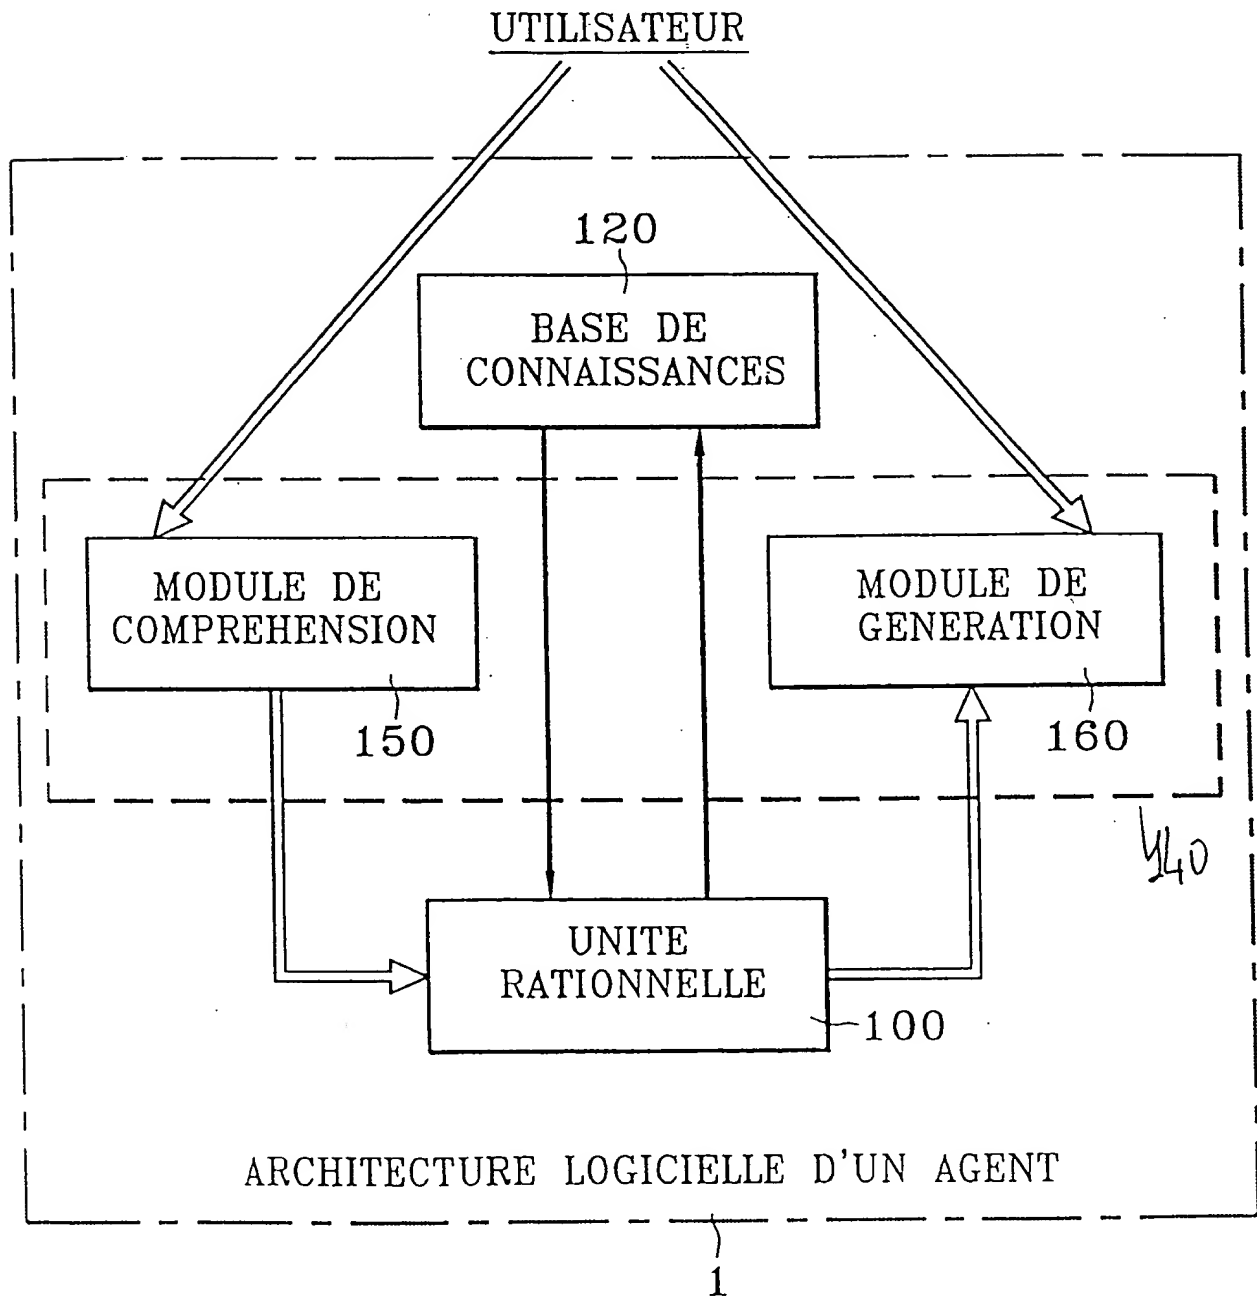 UTILISATEUR
120
BASE DE
CONNAISSANCES
MODULE DE
COMPREHENSION
150
MODULE DE
GENERATION
160
140
UNITE
RATIONNELLE
100
ARCHITECTURE LOGICIELLE D'UN AGENT
1